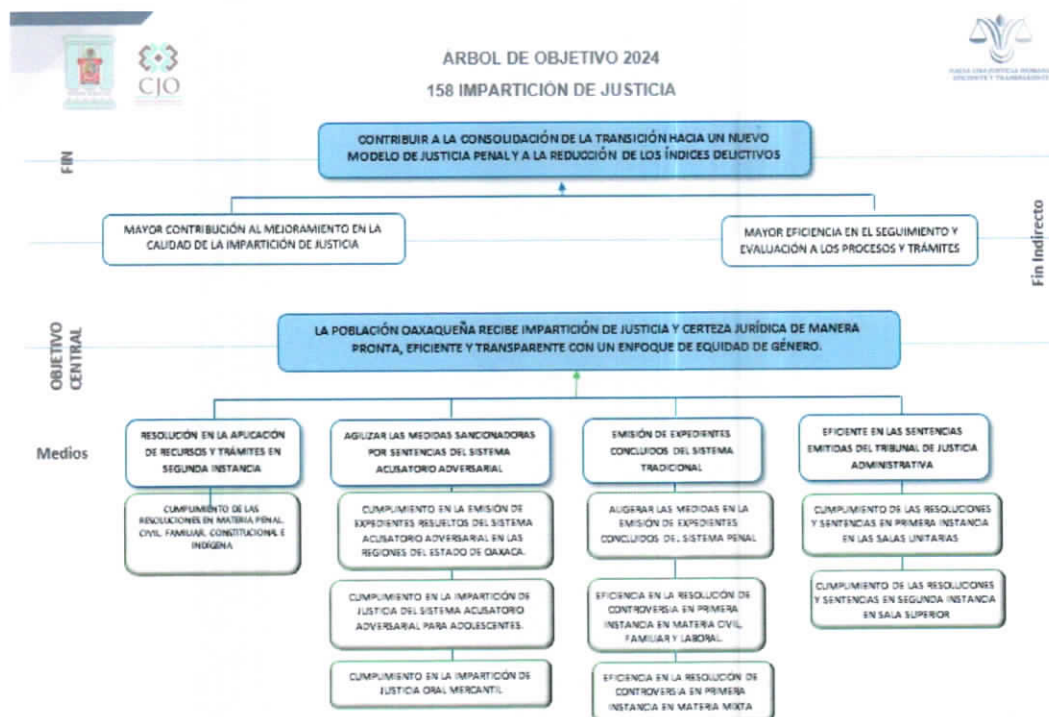 CJO
ARBOL DE OBJETIVO 2024
158 IMPARTICIÓN DE JUSTICIA
HACIA UNA JUSTICIA HUMANA
EFICIENTE Y TRANSPARENTE
FIN
CONTRIBUIR A LA CONSOLIDACIÓN DE LA TRANSICIÓN HACIA UN NUEVO
MODELO DE JUSTICIA PENAL Y A LA REDUCCIÓN DE LOS ÍNDICES DELICTIVOS
MAYOR CONTRIBUCIÓN AL MEJORAMIENTO EN LA
CALIDAD DE LA IMPARTICIÓN DE JUSTICIA
MAYOR EFICIENCIA EN EL SEGUIMIENTO Y
EVALUACIÓN A LOS PROCESOS Y TRÁMITES
Fin Indirecto
OBJETIVO
CENTRAL
LA POBLACIÓN OAXAQUEÑA RECIBE IMPARTICIÓN DE JUSTICIA Y CERTEZA JURÍDICA DE MANERA
PRONTA, EFICIENTE Y TRANSPARENTE CON UN ENFOQUE DE EQUIDAD DE GÉNERO.
Medios
RESOLUCIÓN EN LA APLICACIÓN
DE RECURSOS Y TRÁMITES EN
SEGUNDA INSTANCIA
CUMPLIMIENTO DE LAS
RESOLUCIONES EN MATERIA PENAL,
CIVIL, FAMILIAR, CONSTITUCIONAL E
INDÍGENA
AGILIZAR LAS MEDIDAS SANCIONADORAS
POR SENTENCIAS DEL SISTEMA
ACUSATORIO ADVERSARIAL
CUMPLIMIENTO EN LA EMISIÓN DE
EXPEDIENTES RESUELTOS DEL SISTEMA
ACUSATORIO ADVERSARIAL EN LAS
REGIONES DEL ESTADO DE OAXACA.
CUMPLIMIENTO EN LA IMPARTICIÓN DE
JUSTICIA DEL SISTEMA ACUSATORIO
ADVERSARIAL PARA ADOLESCENTES.
CUMPLIMIENTO EN LA IMPARTICIÓN DE
JUSTICIA ORAL MERCANTIL
EMISIÓN DE EXPEDIENTES
CONCLUIDOS DEL SISTEMA
TRADICIONAL
ALIGERAR LAS MEDIDAS EN LA
EMISIÓN DE EXPEDIENTES
CONCLUIDOS DEL SISTEMA PENAL
EFICIENCIA EN LA RESOLUCIÓN DE
CONTROVERSIA EN PRIMERA
INSTANCIA EN MATERIA CIVIL,
FAMILIAR Y LABORAL.
EFICIENCIA EN LA RESOLUCIÓN DE
CONTROVERSIA EN PRIMERA
INSTANCIA EN MATERIA MIXTA
EFICIENTE EN LAS SENTENCIAS
EMITIDAS DEL TRIBUNAL DE JUSTICIA
ADMINISTRATIVA
CUMPLIMIENTO DE LAS RESOLUCIONES
Y SENTENCIAS EN PRIMERA INSTANCIA
EN LAS SALAS UNITARIAS
CUMPLIMIENTO DE LAS RESOLUCIONES
Y SENTENCIAS EN SEGUNDA INSTANCIA
EN SALA SUPERIOR